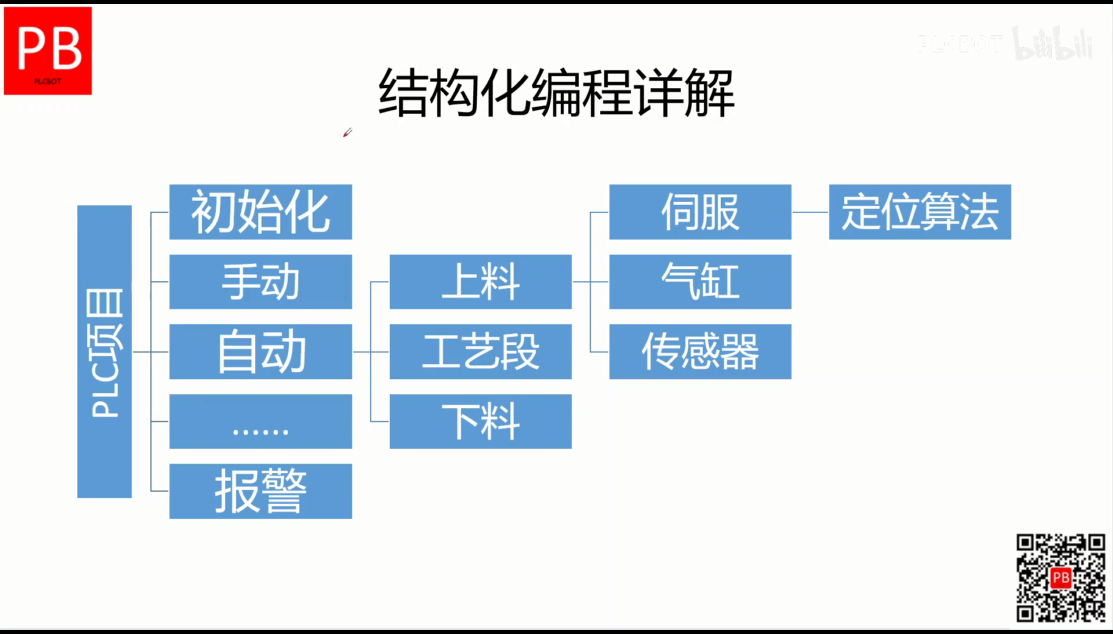 PB
PLCBOT
PLCBOT bilibili
结构化编程详解
PLC项目
初始化
手动
自动
......
报警
上料
工艺段
下料
伺服
气缸
传感器
定位算法
PB